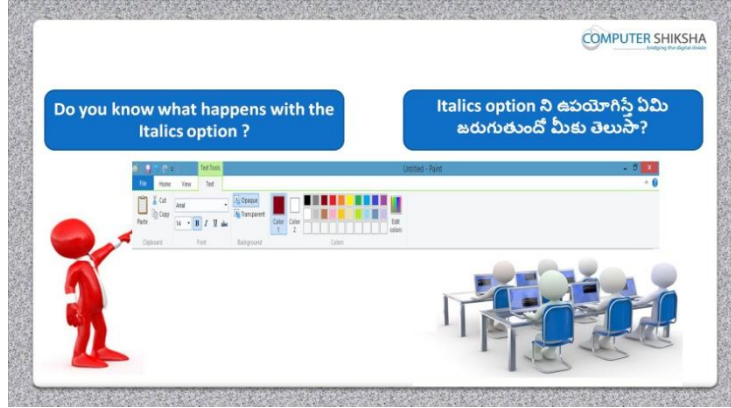 COMPUTER SHIKSHA
bridging the digital divide
Do you know what happens with the
Italics option ?
Italics option ని ఉపయోగిస్తే ఏమి
జరుగుతుందో మీకు తెలుసా?
Text Tools
Untitled - Paint
File Home View Text
Cut
Copy
Paste
Arial
14 B I U abc
Opaque
Transparent
Color 1
Color 2
Edit colors
Clipboard Font Background Colors